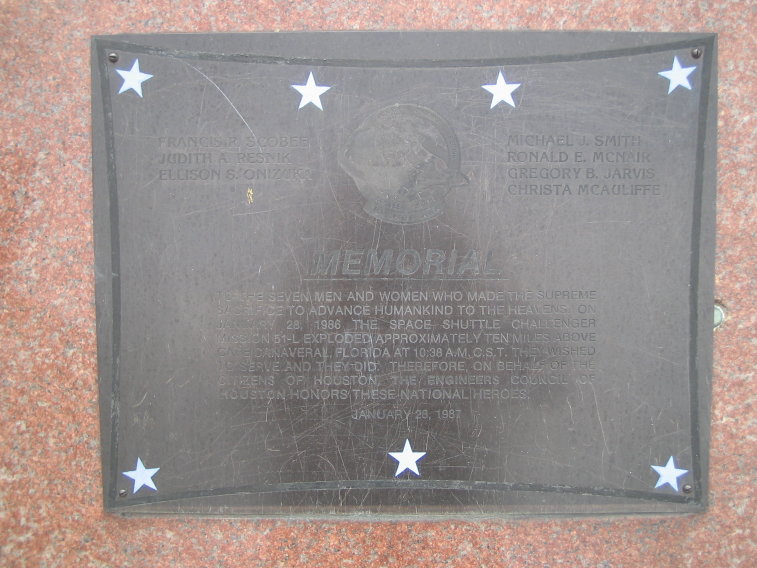 FRANCIS R. SCOBEE
JUDITH A. RESNIK
ELLISON S. ONIZUKA
MICHAEL J. SMITH
RONALD E. MCNAIR
GREGORY B. JARVIS
CHRISTA MCAULIFFE
MEMORIAL
TO THE SEVEN MEN AND WOMEN WHO MADE THE SUPREME
SACRIFICE TO ADVANCE HUMANKIND TO THE HEAVENS. ON
JANUARY 28, 1986 THE SPACE SHUTTLE CHALLENGER
MISSION 51-L EXPLODED APPROXIMATELY TEN MILES ABOVE
CAPE CANAVERAL, FLORIDA AT 10:38 A.M. C.S.T. THEY WISHED
TO SERVE AND THEY DID. THEREFORE, ON BEHALF OF THE
CITIZENS OF HOUSTON, THE ENGINEERS COUNCIL OF
HOUSTON HONORS THESE NATIONAL HEROES.
JANUARY 28, 1987